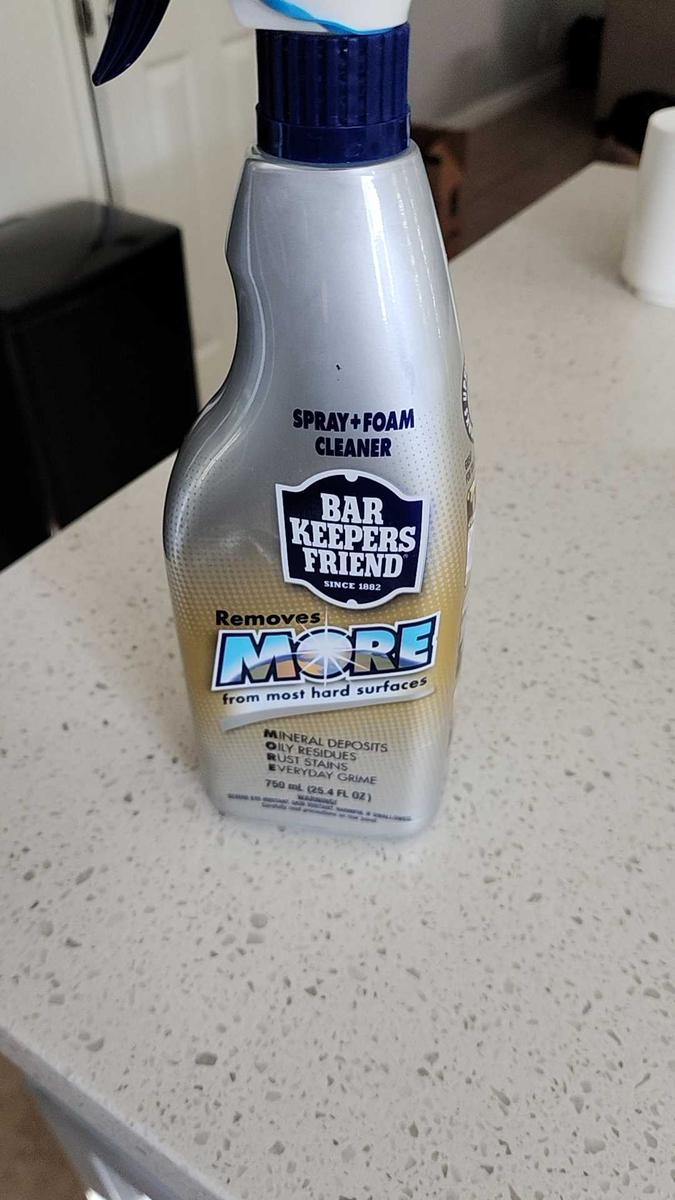 SPRAY+FOAM
CLEANER
BAR
KEEPERS
FRIEND
SINCE 1882
Removes
MORE
from most hard surfaces
MINERAL DEPOSITS
OILY RESIDUES
RUST STAINS
EVERYDAY GRIME
750 mL (25.4 FL OZ)
WARNING!